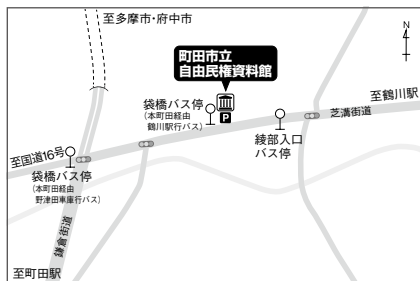 至多摩市・府中市
N
町田市立
自由民権資料館
至鶴川駅
芝溝街道
袋橋バス停
(本町田経由
鶴川駅行バス)
P
綾部入口
バス停
至国道16号
袋橋バス停
(本町田経由
野津田車庫行バス)
鎌倉街道
至町田駅